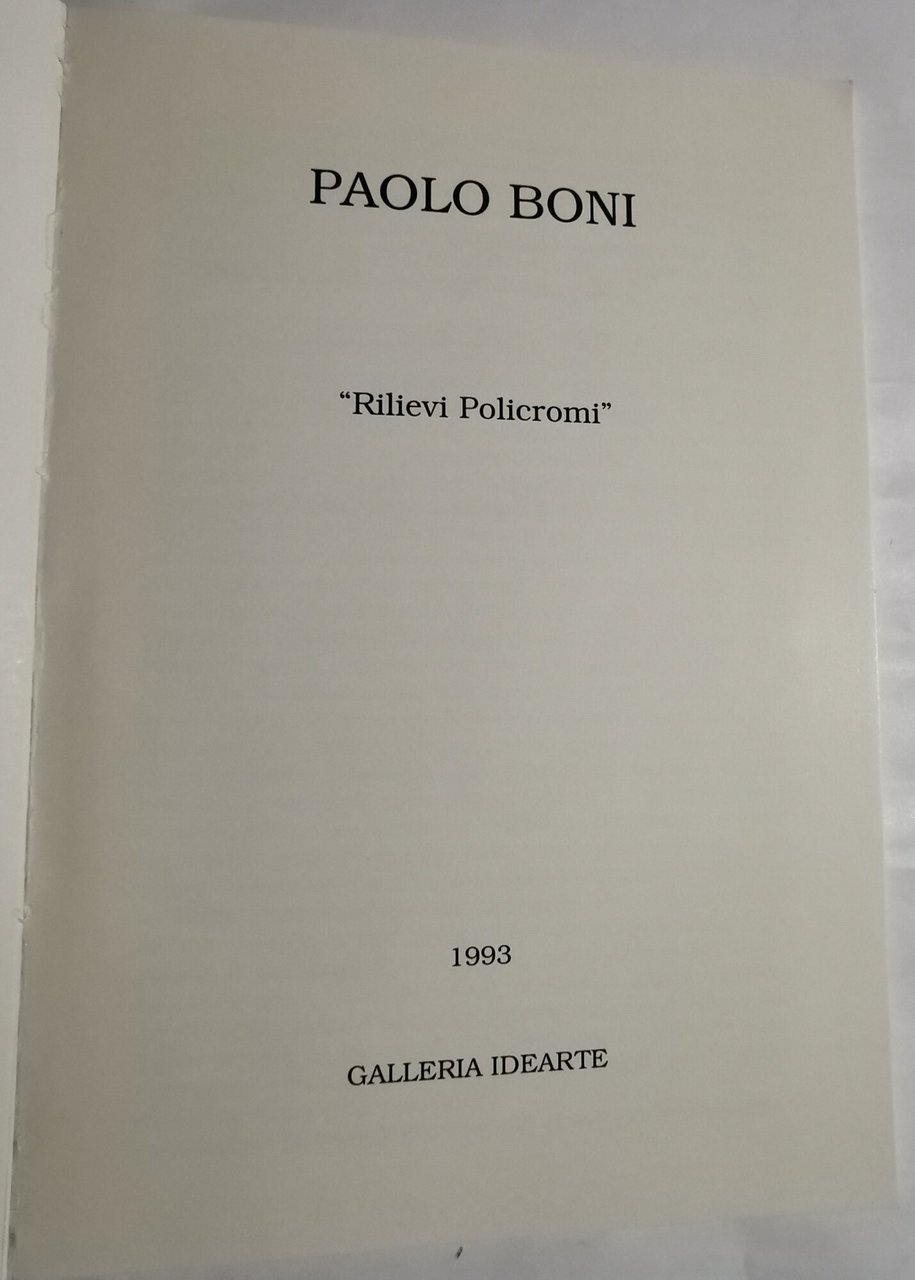 PAOLO BONI
“Rilievi Policromi”
1993
GALLERIA IDEARTE